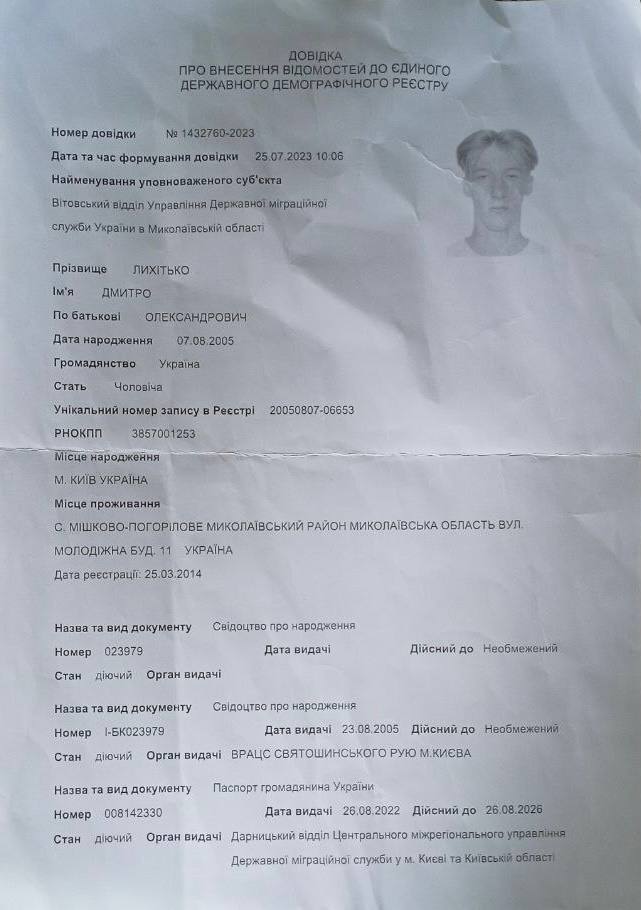 ДОВІДКА
ПРО ВНЕСЕННЯ ВІДОМОСТЕЙ ДО ЄДИНОГО
ДЕРЖАВНОГО ДЕМОГРАФІЧНОГО РЕЄСТРУ
Номер довідки № 1432760-2023
Дата та час формування довідки 25.07.2023 10:06
Найменування уповноваженого суб'єкта
Вітовський відділ Управління Державної міграційної
служби України в Миколаївській області
Прізвище ЛИХІТЬКО
Ім'я ДМИТРО
По батькові ОЛЕКСАНДРОВИЧ
Дата народження 07.08.2005
Громадянство Україна
Стать Чоловіча
Унікальний номер запису в Реєстрі 20050807-06653
РНОКПП 3857001253
Місце народження
М. КИЇВ УКРАЇНА
Місце проживання
С. МІШКОВО-ПОГОРІЛОВЕ МИКОЛАЇВСЬКИЙ РАЙОН МИКОЛАЇВСЬКА ОБЛАСТЬ ВУЛ.
МОЛОДІЖНА БУД. 11 УКРАЇНА
Дата реєстрації: 25.03.2014
Назва та вид документу Свідоцтво про народження
Номер 023979 Дата видачі Дійсний до Необмежений
Стан діючий Орган видачі
Назва та вид документу Свідоцтво про народження
Номер І-БК023979 Дата видачі 23.08.2005 Дійсний до Необмежений
Стан діючий Орган видачі ВРАЦС СВЯТОШИНСЬКОГО РУЮ М.КИЄВА
Назва та вид документу Паспорт громадянина України
Номер 008142330 Дата видачі 26.08.2022 Дійсний до 26.08.2026
Стан діючий Орган видачі Дарницький відділ Центрального міжрегіонального управління
Державної міграційної служби у м. Києві та Київській області